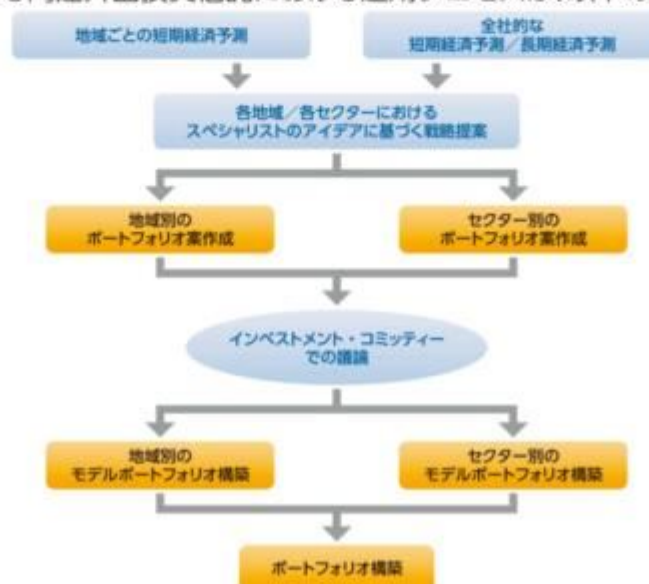 地域ごとの短期経済予測
全社的な
短期経済予測／長期経済予測
各地域／各セクターにおける
スペシャリストのアイデアに基づく戦略提案
地域別の
ポートフォリオ案作成
セクター別の
ポートフォリオ案作成
インベストメント・コミッティー
での議論
地域別の
モデルポートフォリオ構築
セクター別の
モデルポートフォリオ構築
ポートフォリオ構築